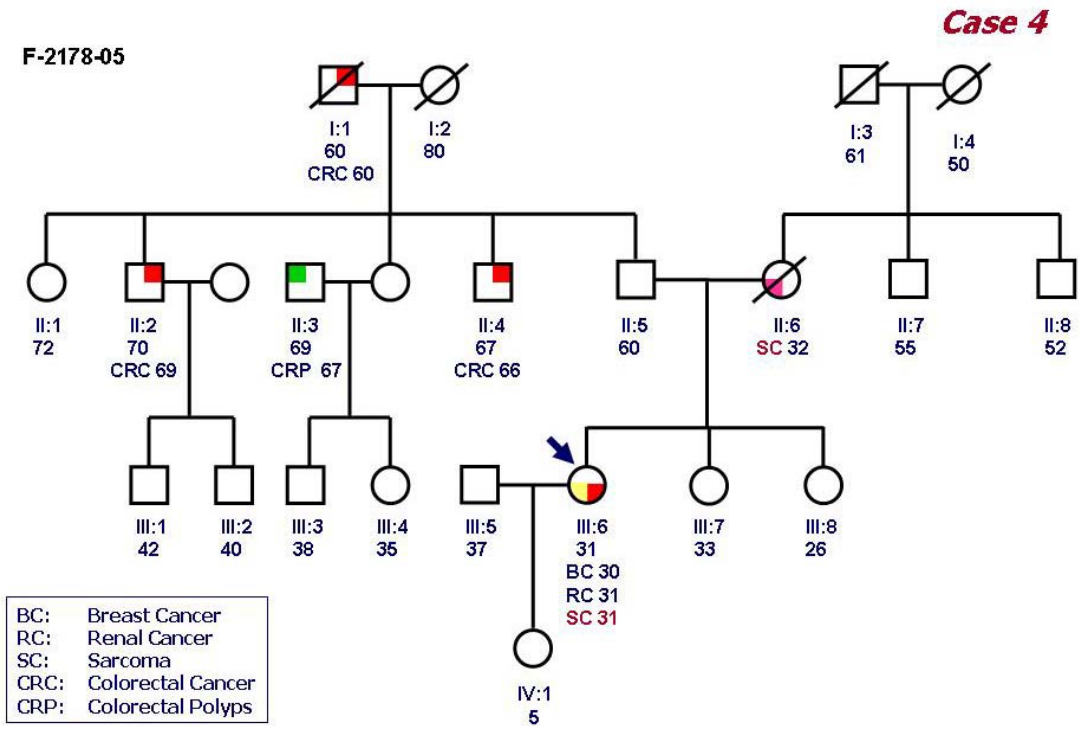 Case 4
F-2178-05
I:1
60
CRC 60
I:2
80
I:3
61
I:4
50
II:1
72
II:2
70
CRC 69
II:3
69
CRP 67
II:4
67
CRC 66
II:5
60
II:6
SC 32
II:7
55
II:8
52
III:1
42
III:2
40
III:3
38
III:4
35
III:5
37
III:6
31
BC 30
RC 31
SC 31
III:7
33
III:8
26
BC: Breast Cancer
RC: Renal Cancer
SC: Sarcoma
CRC: Colorectal Cancer
CRP: Colorectal Polyps
IV:1
5